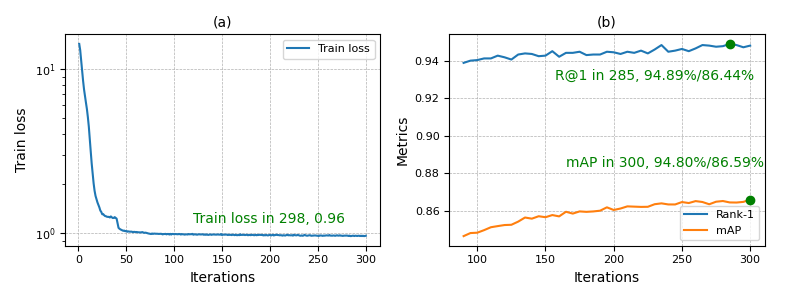 (a)
Train loss
10¹
10⁰
Train loss
Train loss in 298, 0.96
0 50 100 150 200 250 300
Iterations
(b)
Metrics
0.94
0.92
0.90
0.88
0.86
R@1 in 285, 94.89%/86.44%
mAP in 300, 94.80%/86.59%
Rank-1
mAP
100 150 200 250 300
Iterations